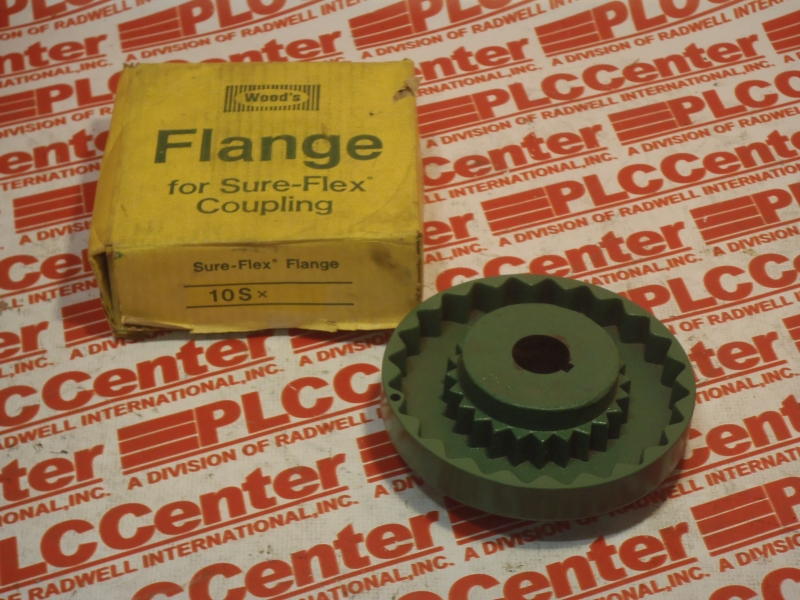 Wood's
Flange
for Sure-Flex®
Coupling
Sure-Flex® Flange
10S ×
PLCCenter
A DIVISION OF RADWELL INTERNATIONAL, INC.